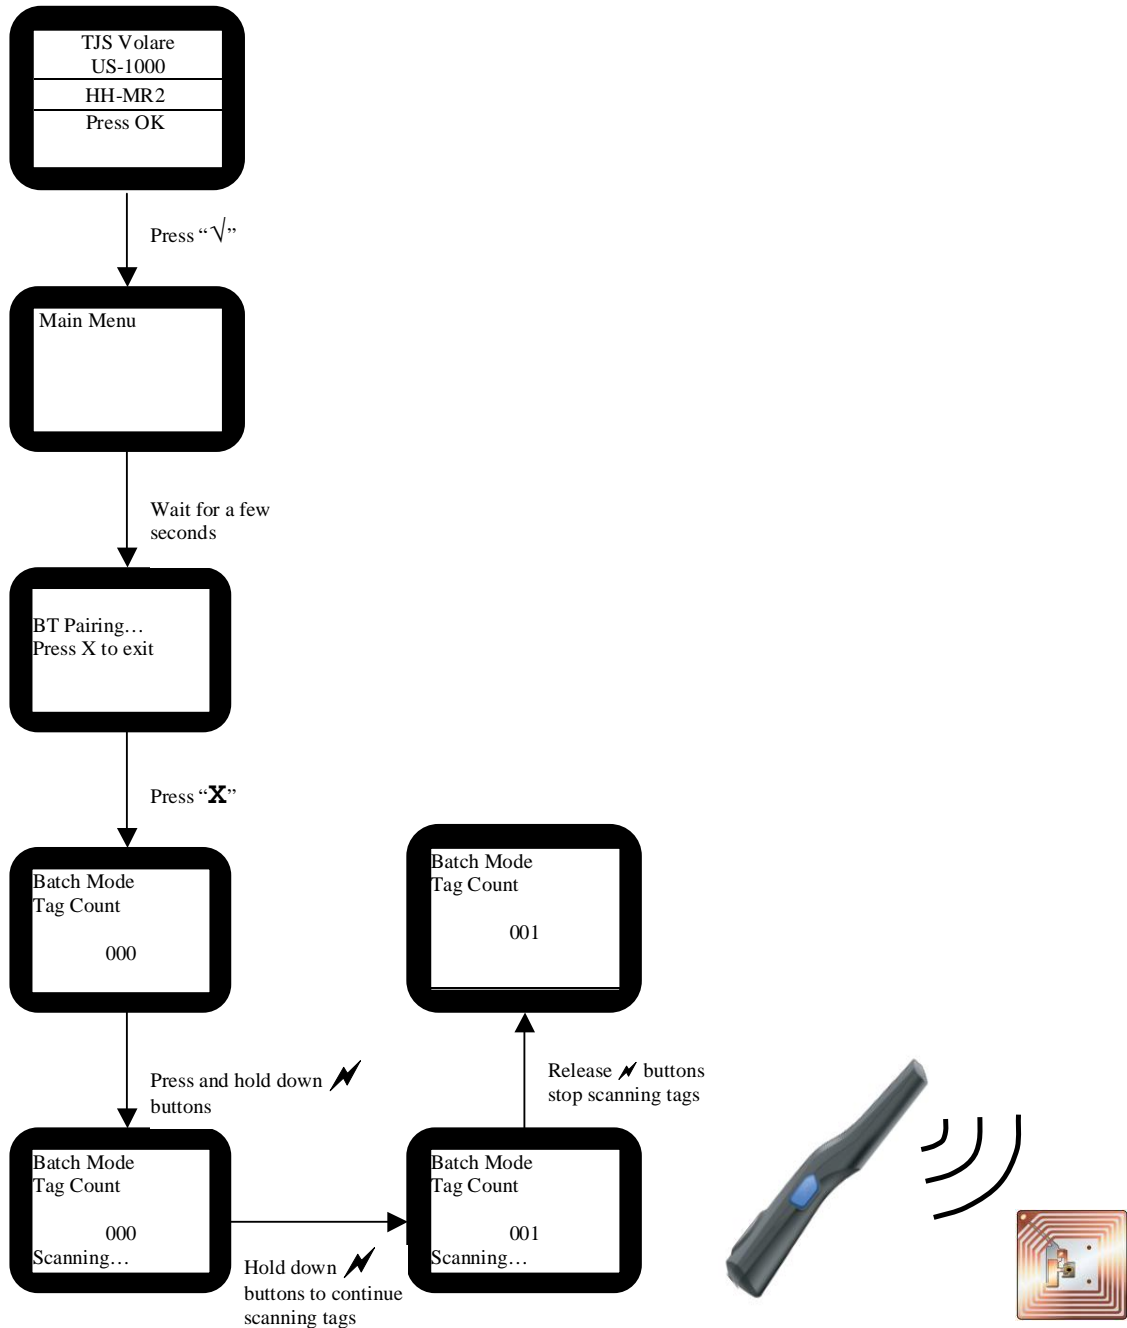 TJS Volare
US-1000
HH-MR2
Press OK
Press “√”
Main Menu
Wait for a few
seconds
BT Pairing…
Press X to exit
Press “X”
Batch Mode
Tag Count
000
Press and hold down
buttons
Batch Mode
Tag Count
000
Scanning…
Hold down
buttons to continue
scanning tags
Batch Mode
Tag Count
001
Scanning…
Release buttons
stop scanning tags
Batch Mode
Tag Count
001